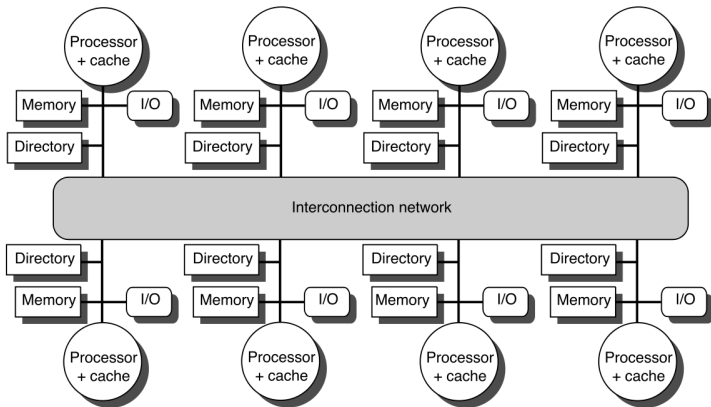 Processor
+ cache
Processor
+ cache
Processor
+ cache
Processor
+ cache
Memory
I/O
Memory
I/O
Memory
I/O
Memory
I/O
Directory
Directory
Directory
Directory
Interconnection network
Directory
Directory
Directory
Directory
Memory
I/O
Memory
I/O
Memory
I/O
Memory
I/O
Processor
+ cache
Processor
+ cache
Processor
+ cache
Processor
+ cache